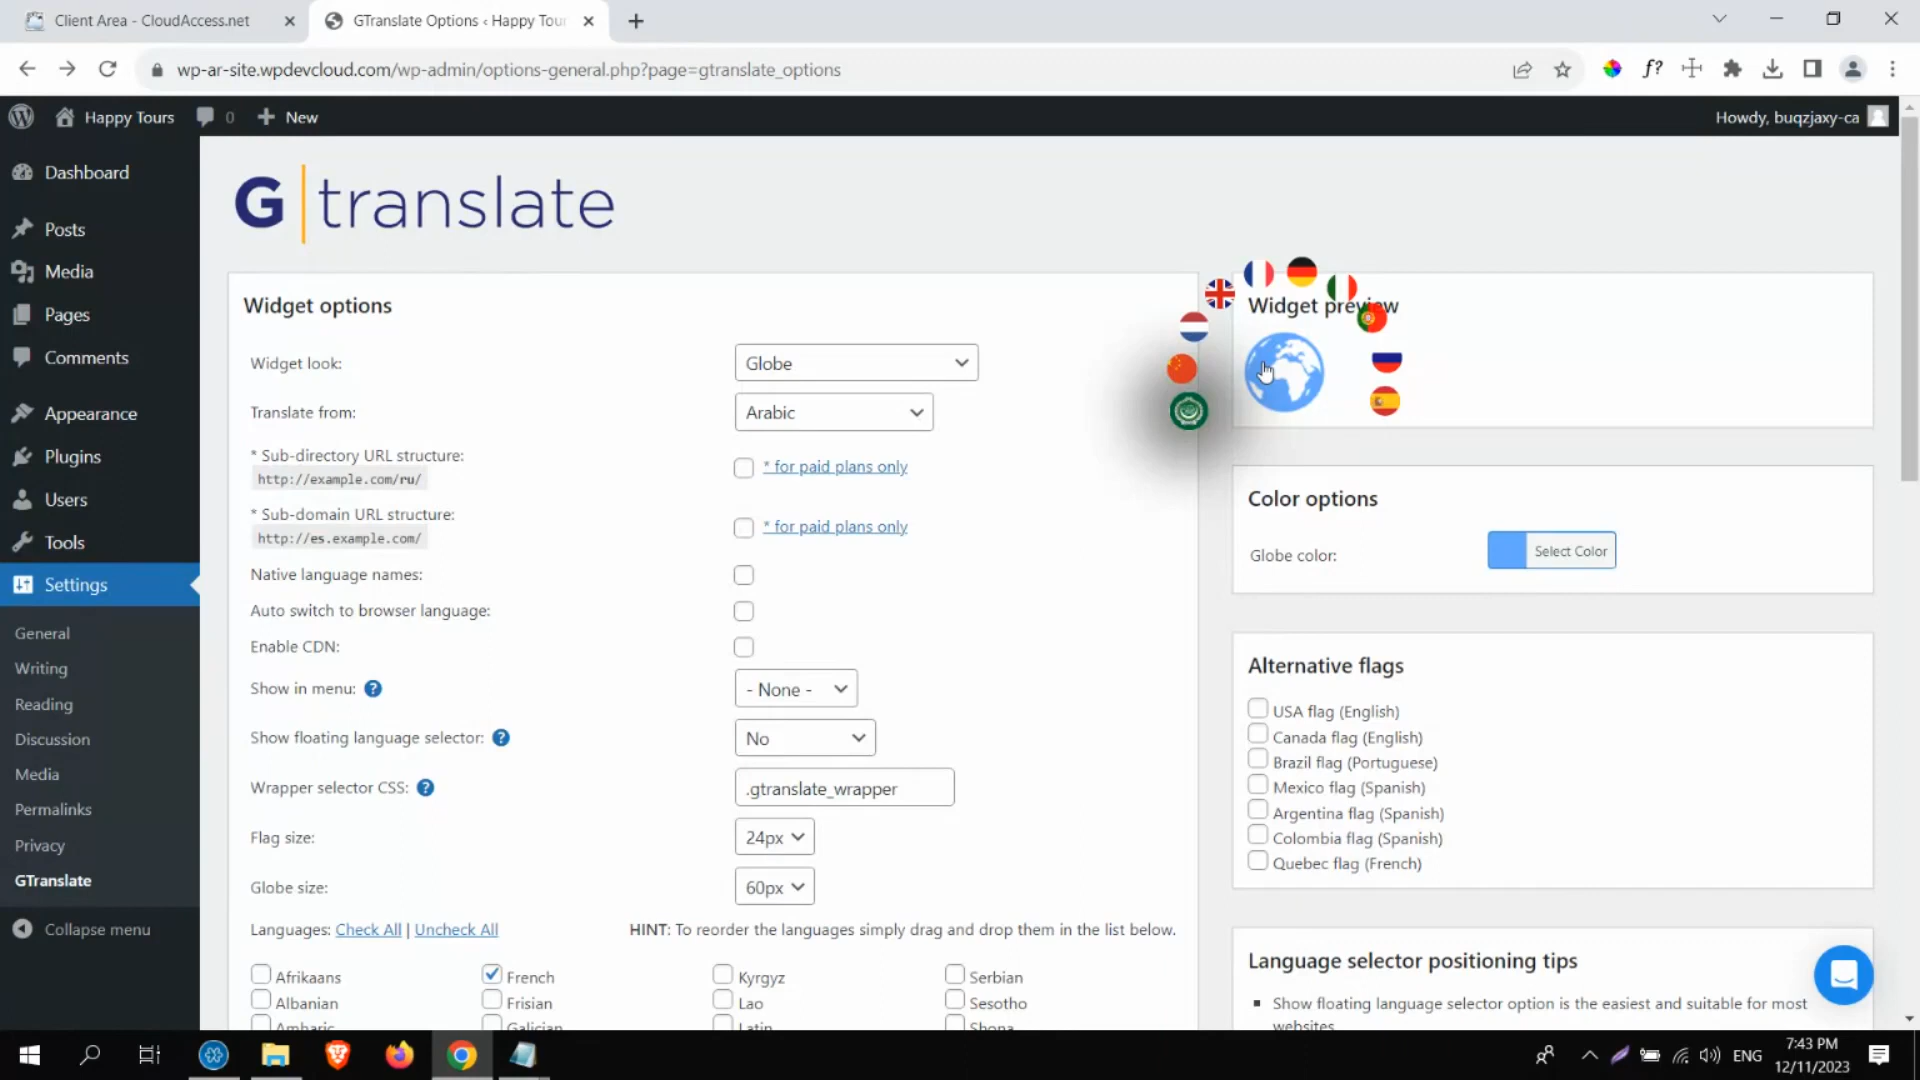 Client Area - CloudAccess.net
GTranslate Options ‹ Happy Tour
wp-ar-site.wpdevcloud.com/wp-admin/options-general.php?page=gtranslate_options
f?
Happy Tours
0
New
Howdy, buqzjaxy-ca
Dashboard
Posts
Media
Pages
Comments
Appearance
Plugins
Users
Tools
Settings
General
Writing
Reading
Discussion
Media
Permalinks
Privacy
GTranslate
Collapse menu
G|translate
Widget options
Widget look:
Globe
Translate from:
Arabic
* Sub-directory URL structure:
http://example.com/ru/
* for paid plans only
* Sub-domain URL structure:
http://es.example.com/
* for paid plans only
Native language names:
Auto switch to browser language:
Enable CDN:
Show in menu: ?
- None -
Show floating language selector: ?
No
Wrapper selector CSS: ?
.gtranslate_wrapper
Flag size:
24px
Globe size:
60px
Languages: Check All | Uncheck All
HINT: To reorder the languages simply drag and drop them in the list below.
Afrikaans
French
Kyrgyz
Serbian
Albanian
Frisian
Lao
Sesotho
Amharic
Galician
Latin
Shona
Widget preview
Color options
Globe color:
Select Color
Alternative flags
USA flag (English)
Canada flag (English)
Brazil flag (Portuguese)
Mexico flag (Spanish)
Argentina flag (Spanish)
Colombia flag (Spanish)
Quebec flag (French)
Language selector positioning tips
Show floating language selector option is the easiest and suitable for most
websites
ENG
7:43 PM
12/11/2023